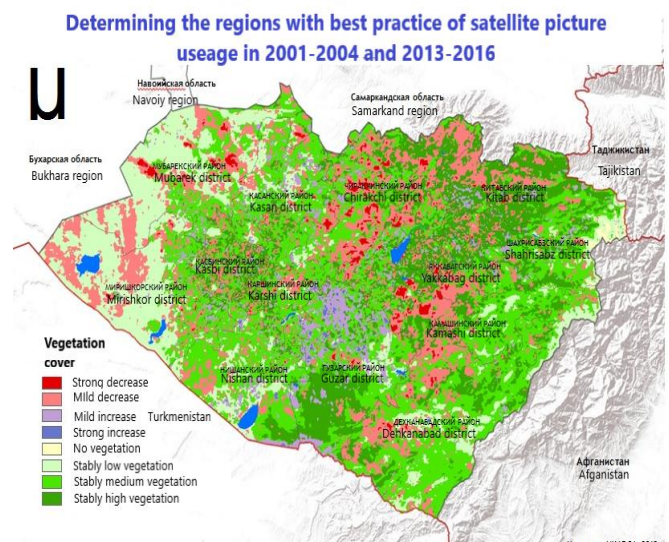 Determining the regions with best practice of satellite picture
useage in 2001-2004 and 2013-2016
µ
Навоийская область
Navoiy region
Самаркандская область
Samarkand region
Бухарская область
Bukhara region
Таджикистан
Tajikistan
МУБАРЕКСКИЙ РАЙОН
Mubarek district
КАСАНСКИЙ РАЙОН
Kasan district
ЧИРАКЧИНСКИЙ РАЙОН
Chirakchi district
КИТАБСКИЙ РАЙОН
Kitab district
ШАХРИСАБЗСКИЙ РАЙОН
Shahrisabz district
КАСБИНСКИЙ РАЙОН
Kasbi district
ЯККАБАГСКИЙ РАЙОН
Yakkabag district
МИРИШКОРСКИЙ РАЙОН
Mirishkor district
КАРШИНСКИЙ РАЙОН
Karshi district
КАМАШИНСКИЙ РАЙОН
Kamashi district
НИШАНСКИЙ РАЙОН
Nishan district
ГУЗАРСКИЙ РАЙОН
Guzar district
ДЕХКАНАБАДСКИЙ РАЙОН
Dehkanabad district
Turkmenistan
Афганистан
Afganistan
Vegetation
cover
Strong decrease
MIld decrease
Mild increase
Strong increase
No vegetation
Stably low vegetation
Stably medium vegetation
Stably high vegetation